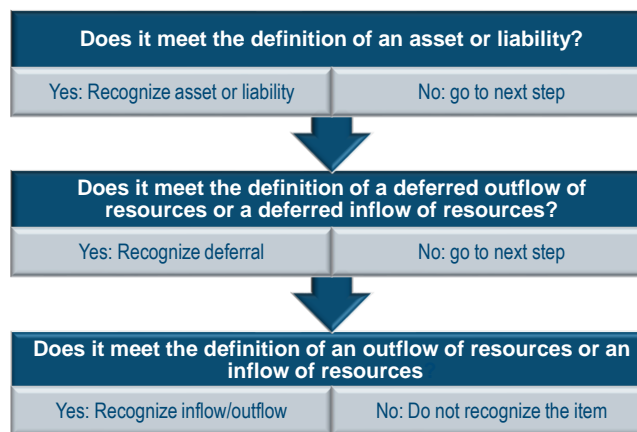 Does it meet the definition of an asset or liability?
Yes: Recognize asset or liability
No: go to next step
Does it meet the definition of a deferred outflow of
resources or a deferred inflow of resources?
Yes: Recognize deferral
No: go to next step
Does it meet the definition of an outflow of resources or an
inflow of resources?
Yes: Recognize inflow/outflow
No: Do not recognize the item